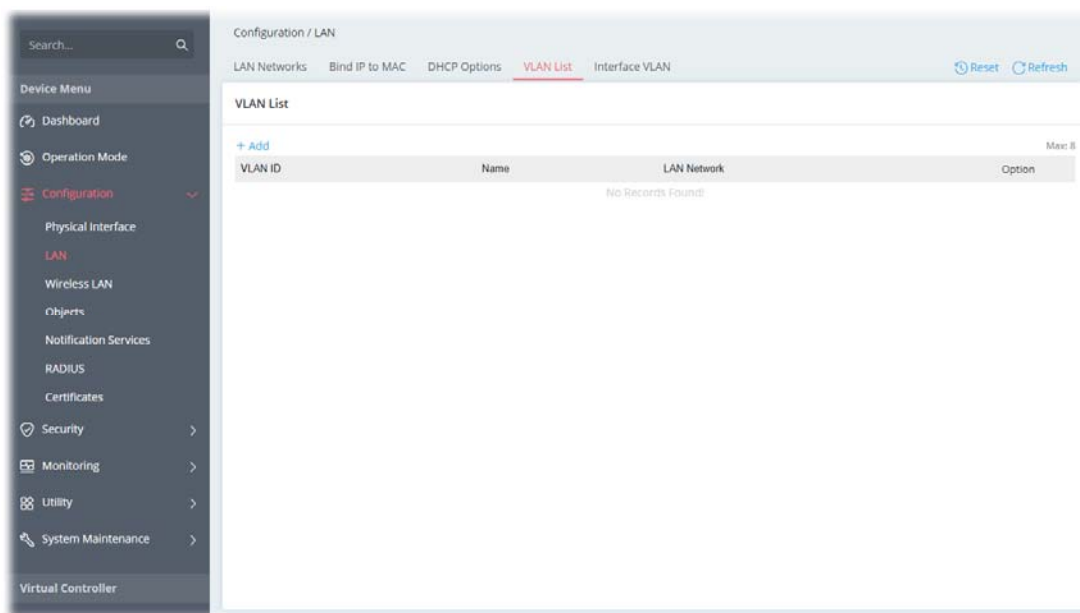 Search...
Device Menu
Dashboard
Operation Mode
Configuration
Physical Interface
LAN
Wireless LAN
Objects
Notification Services
RADIUS
Certificates
Security
Monitoring
Utility
System Maintenance
Virtual Controller
Configuration / LAN
LAN Networks Bind IP to MAC DHCP Options VLAN List Interface VLAN Reset Refresh
VLAN List
+ Add Max: 8
VLAN ID Name LAN Network Option
No Records Found!